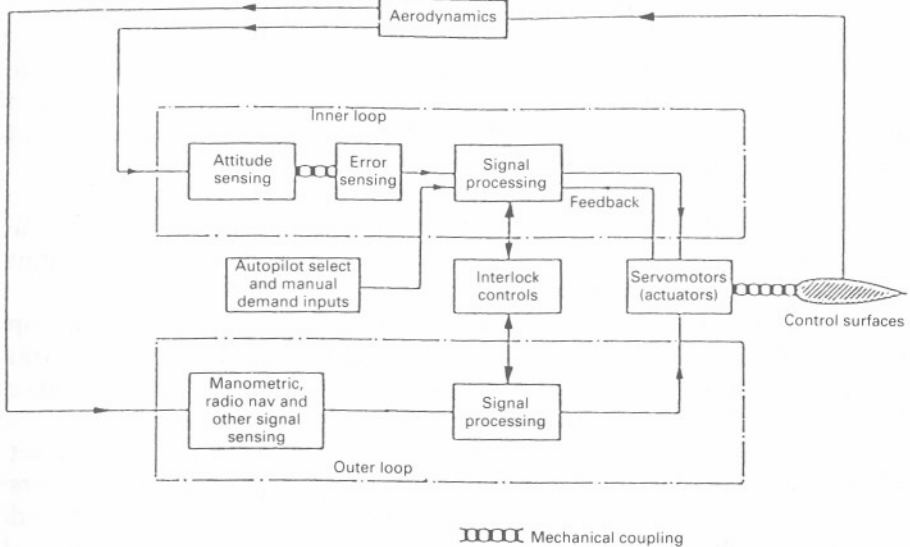 Aerodynamics
Inner loop
Attitude
sensing
Error
sensing
Signal
processing
Feedback
Autopilot select
and manual
demand inputs
Interlock
controls
Servomotors
(actuators)
Control surfaces
Manometric,
radio nav and
other signal
sensing
Signal
processing
Outer loop
Mechanical coupling